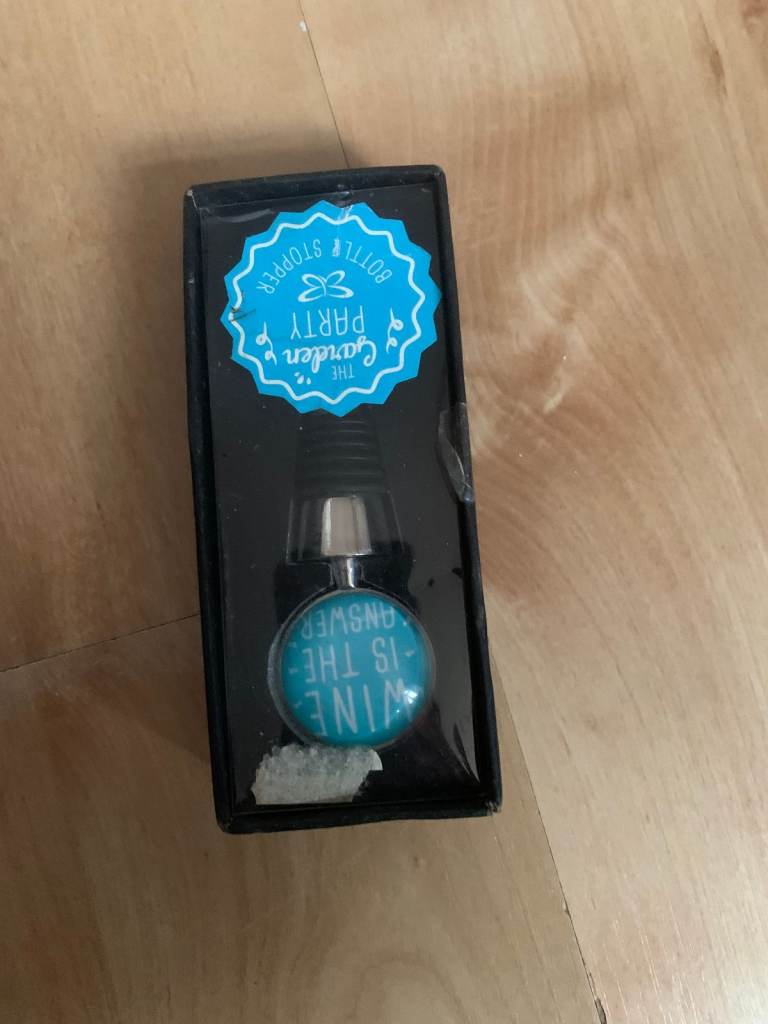 THE
Garden
PARTY
BOTTLE STOPPER
WINE
IS THE
ANSWER